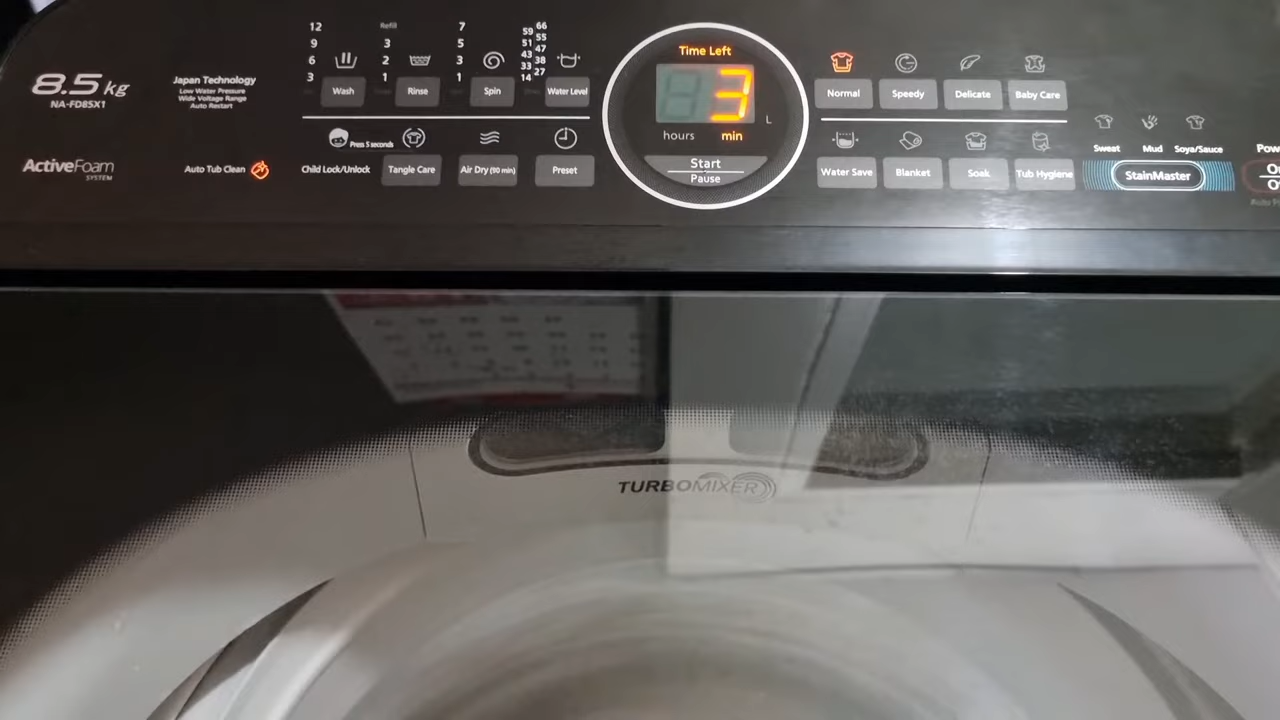 8.5 kg
NA-FD85X1
Japan Technology
Low Water Pressure
Wide Voltage Range
Auto Restart
ActiveFoam
SYSTEM
Auto Tub Clean
12
9
6
3
Wash
Refill
3
2
1
Rinse
7
5
3
1
Spin
66
59
55
51
47
43
38
33
27
14
Water Level
Press 5 seconds
Child Lock/Unlock
Tangle Care
Air Dry (90 min)
Preset
Time Left
3
L
hours
min
Start
Pause
Normal
Speedy
Delicate
Baby Care
Water Save
Blanket
Soak
Tub Hygiene
Sweat
Mud
Soya/Sauce
StainMaster
TURBOMIXER